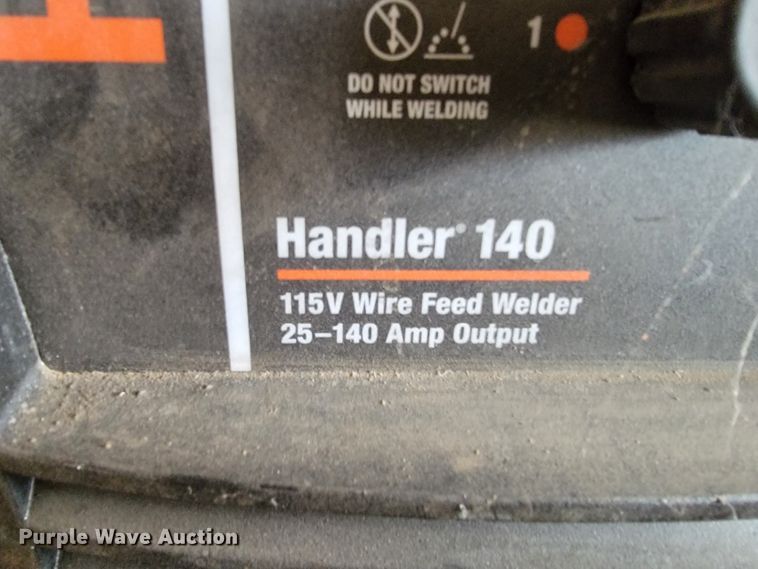 1
DO NOT SWITCH
WHILE WELDING
Handler® 140
115V Wire Feed Welder
25–140 Amp Output
Purple Wave Auction